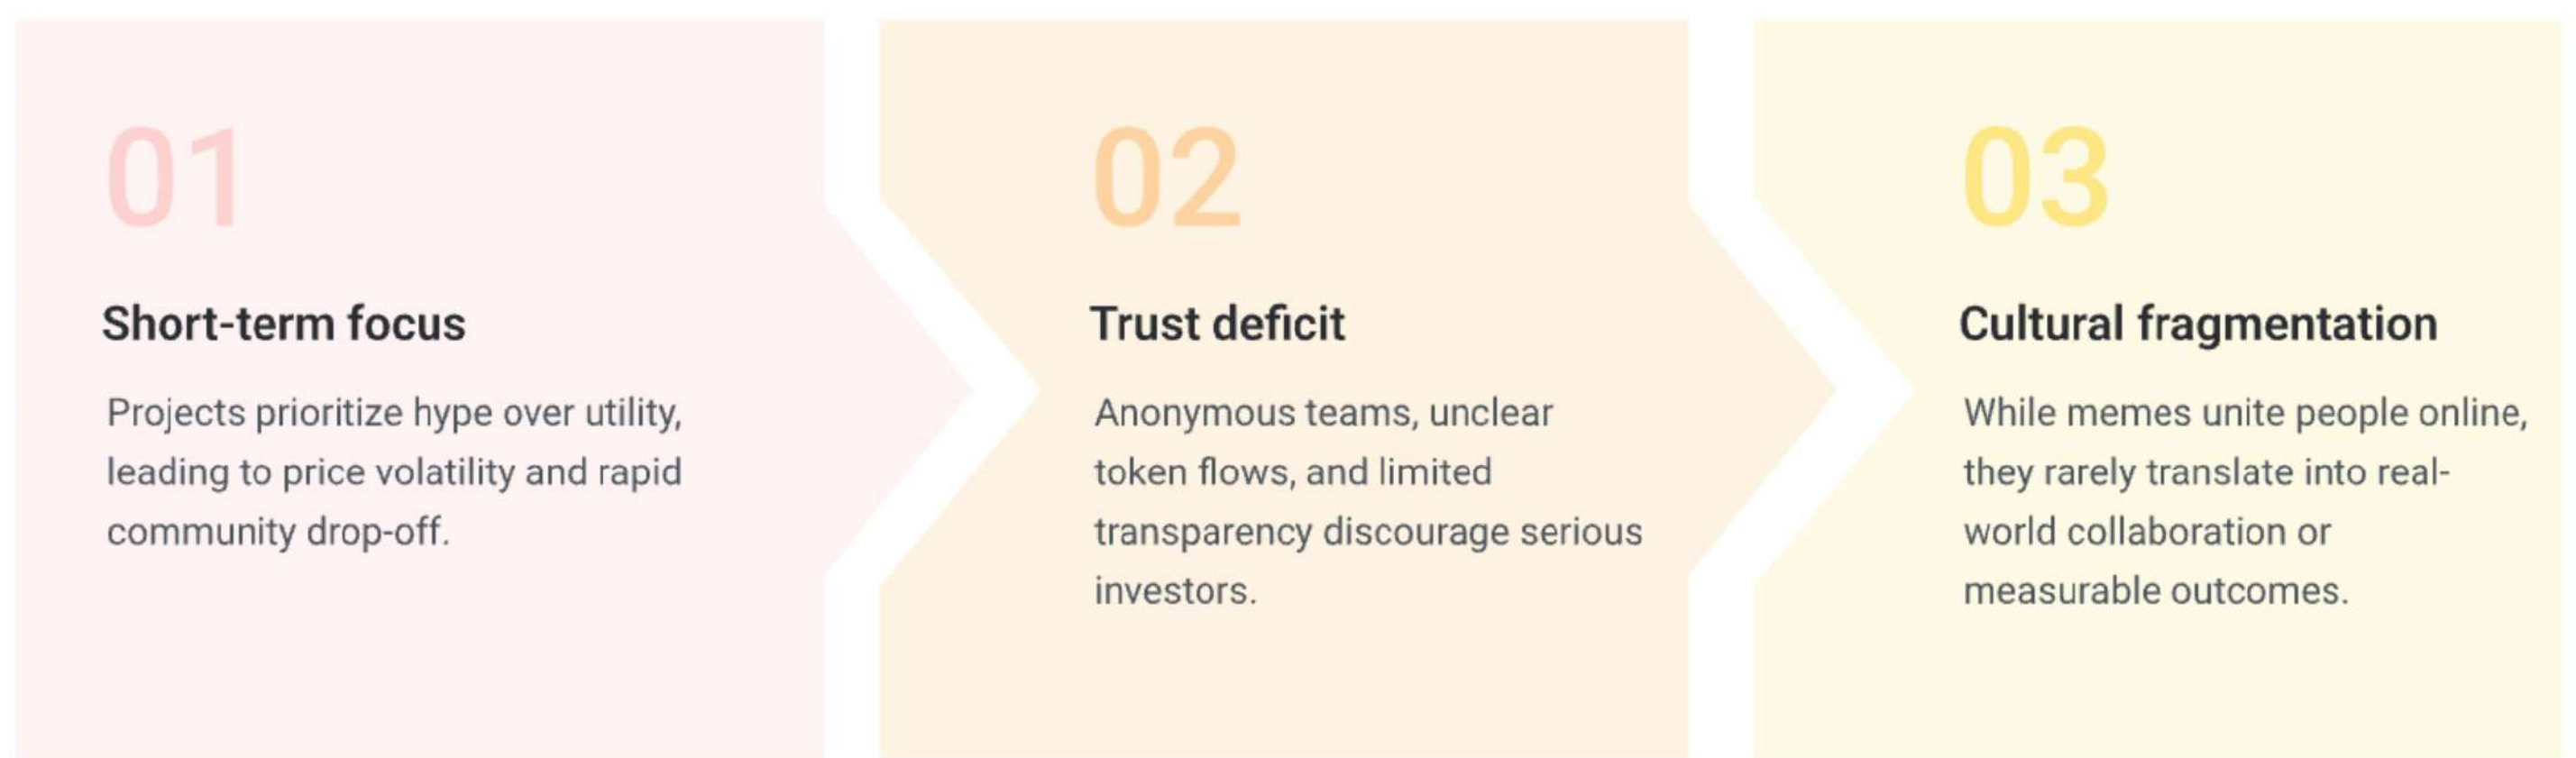 01
Short-term focus
Projects prioritize hype over utility,
leading to price volatility and rapid
community drop-off.
02
Trust deficit
Anonymous teams, unclear
token flows, and limited
transparency discourage serious
investors.
03
Cultural fragmentation
While memes unite people online,
they rarely translate into real-
world collaboration or
measurable outcomes.